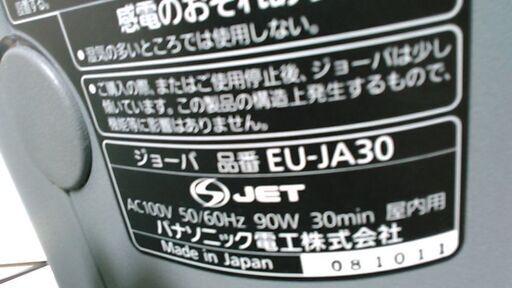 感電のおそれ
湿気の多いところでは使用しない。
ご購入の際、またはご使用停止後、ジョーバは少し
傾いています。この製品の構造上発生するもので、
機能等に影響はありません。
ジョーバ 品番 EU-JA30
JET
AC100V 50/60Hz 90W 30min 屋内用
パナソニック電工株式会社
Made in Japan 081011